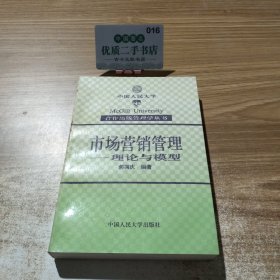 016
优质二手书店
中国人民大学
McGill University
合作出版管理学丛书
市场营销管理
——理论与模型
郭国庆 编著
中国人民大学出版社